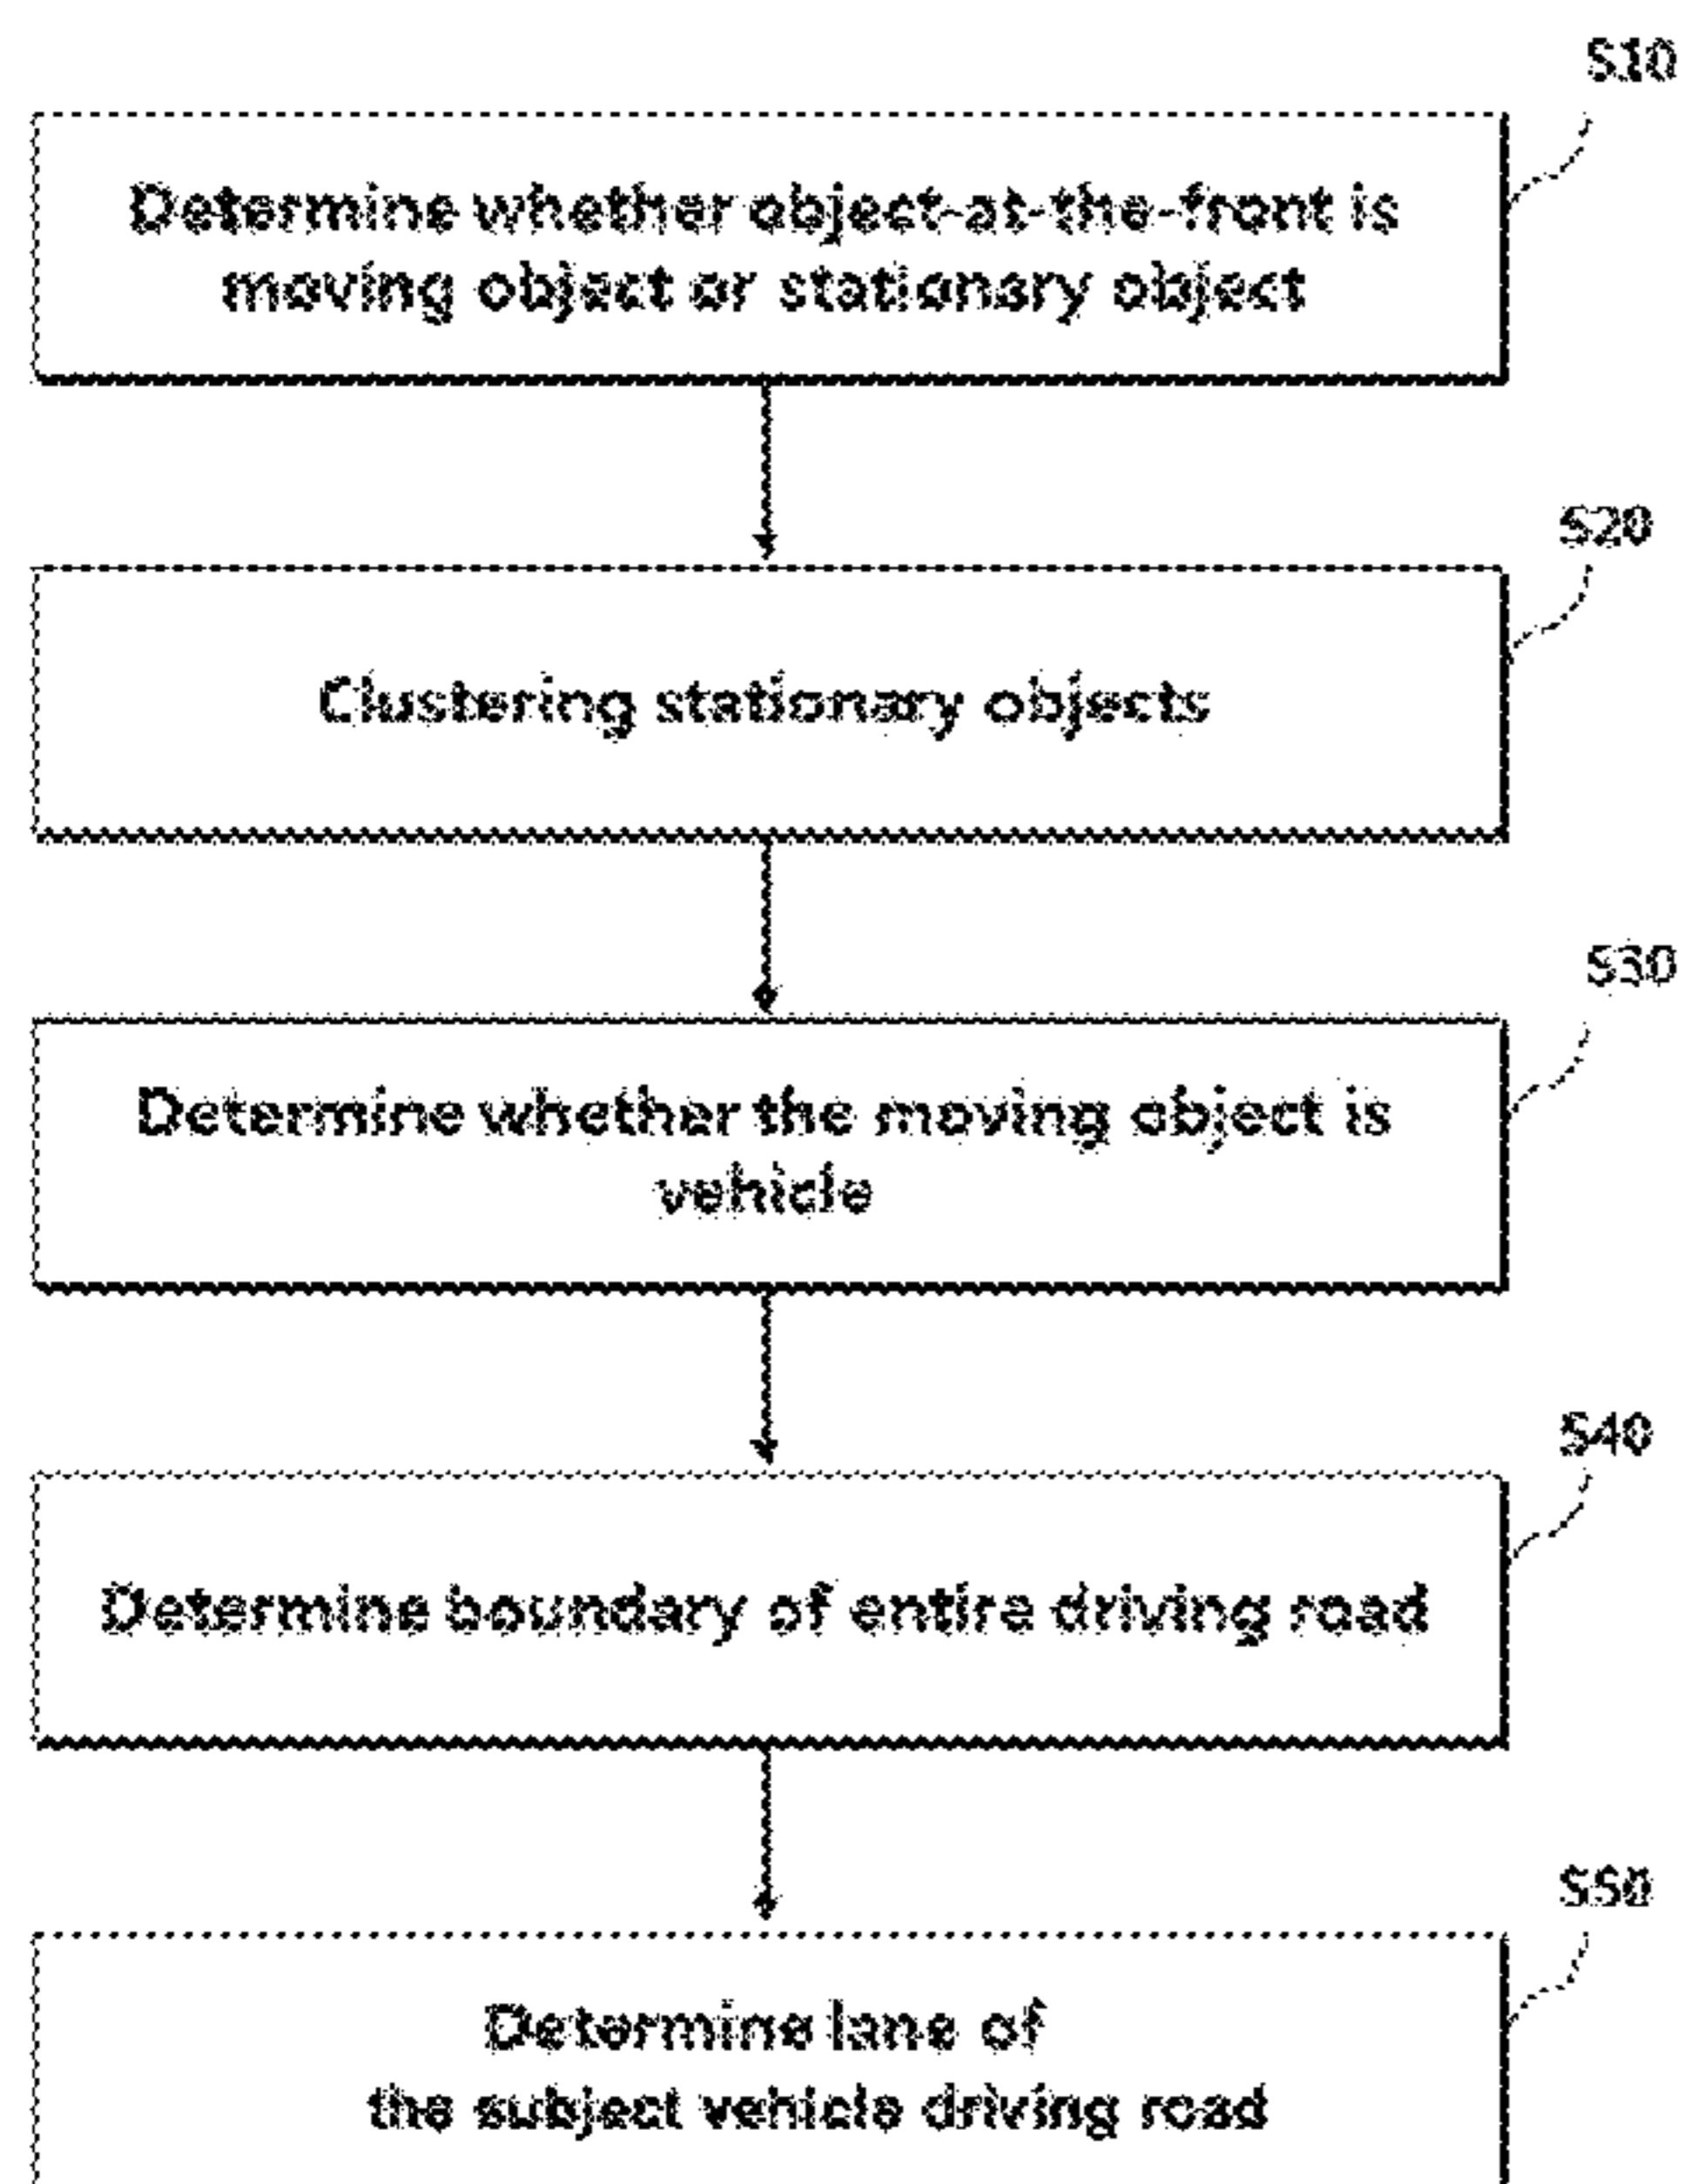 S10
Determine whether object-at-the-front is
moving object or stationary object
S20
Clustering stationary objects
S30
Determine whether the moving object is
vehicle
S40
Determine boundary of entire driving road
S50
Determine lane of
the subject vehicle driving road